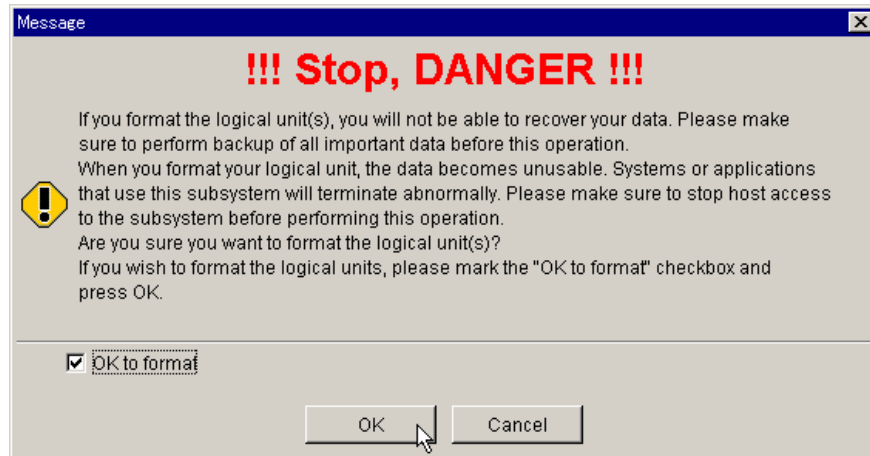 Message
!!! Stop, DANGER !!!
If you format the logical unit(s), you will not be able to recover your data. Please make
sure to perform backup of all important data before this operation.
When you format your logical unit, the data becomes unusable. Systems or applications
that use this subsystem will terminate abnormally. Please make sure to stop host access
to the subsystem before performing this operation.
Are you sure you want to format the logical unit(s)?
If you wish to format the logical units, please mark the "OK to format" checkbox and
press OK.
OK to format
OK
Cancel